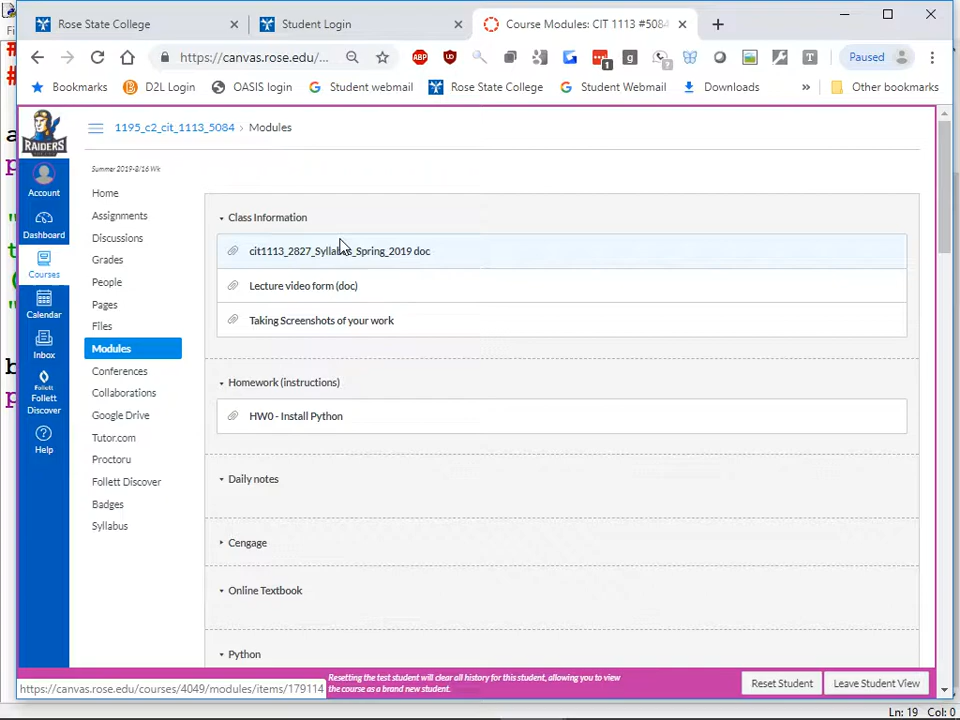 Rose State College
Student Login
Course Modules: CIT 1113 #5084
https://canvas.rose.edu/...
ABP
1
Paused
Bookmarks
D2L Login
OASIS login
Student webmail
Rose State College
Student Webmail
Downloads
»
Other bookmarks
RAIDERS
1195_c2_cit_1113_5084 › Modules
Summer 2019-8/16 Wk
Account
Dashboard
Courses
Calendar
Inbox
Follett
Follett Discover
Help
Home
Assignments
Discussions
Grades
People
Pages
Files
Modules
Conferences
Collaborations
Google Drive
Tutor.com
Proctoru
Follett Discover
Badges
Syllabus
Class Information
cit1113_2827_Syllabus_Spring_2019 doc
Lecture video form (doc)
Taking Screenshots of your work
Homework (instructions)
HW0 - Install Python
Daily notes
Cengage
Online Textbook
Python
https://canvas.rose.edu/courses/4049/modules/items/179114
Resetting the test student will clear all history for this student, allowing you to view
the course as a brand new student.
Reset Student
Leave Student View
Ln: 19 Col: 0